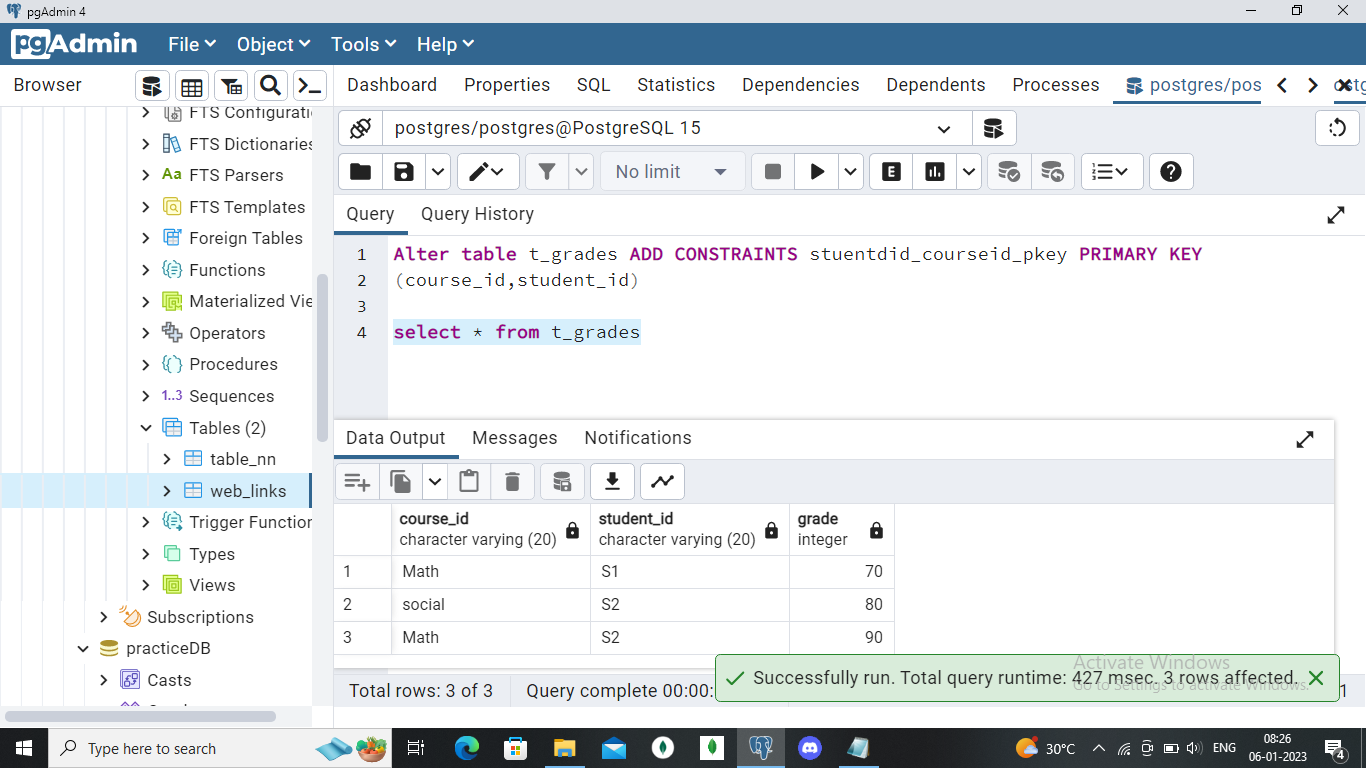 pgAdmin 4
pgAdmin File Object Tools Help
Browser
Dashboard Properties SQL Statistics Dependencies Dependents Processes postgres/pos
FTS Configurati
FTS Dictionaries
Aa FTS Parsers
FTS Templates
Foreign Tables
Functions
Materialized Vie
Operators
Procedures
1..3 Sequences
Tables (2)
table_nn
web_links
Trigger Function
Types
Views
Subscriptions
practiceDB
Casts
postgres/postgres@PostgreSQL 15
No limit
E
Query Query History
1 Alter table t_grades ADD CONSTRAINTS stuentdid_courseid_pkey PRIMARY KEY
2 (course_id,student_id)
3
4 select * from t_grades
Data Output Messages Notifications
course_id student_id grade
character varying (20) character varying (20) integer
1 Math S1 70
2 social S2 80
3 Math S2 90
Activate Windows
Go to Settings to activate Windows.
Successfully run. Total query runtime: 427 msec. 3 rows affected.
Total rows: 3 of 3 Query complete 00:00: 1
Type here to search
30°C ENG 08:26
06-01-2023 4